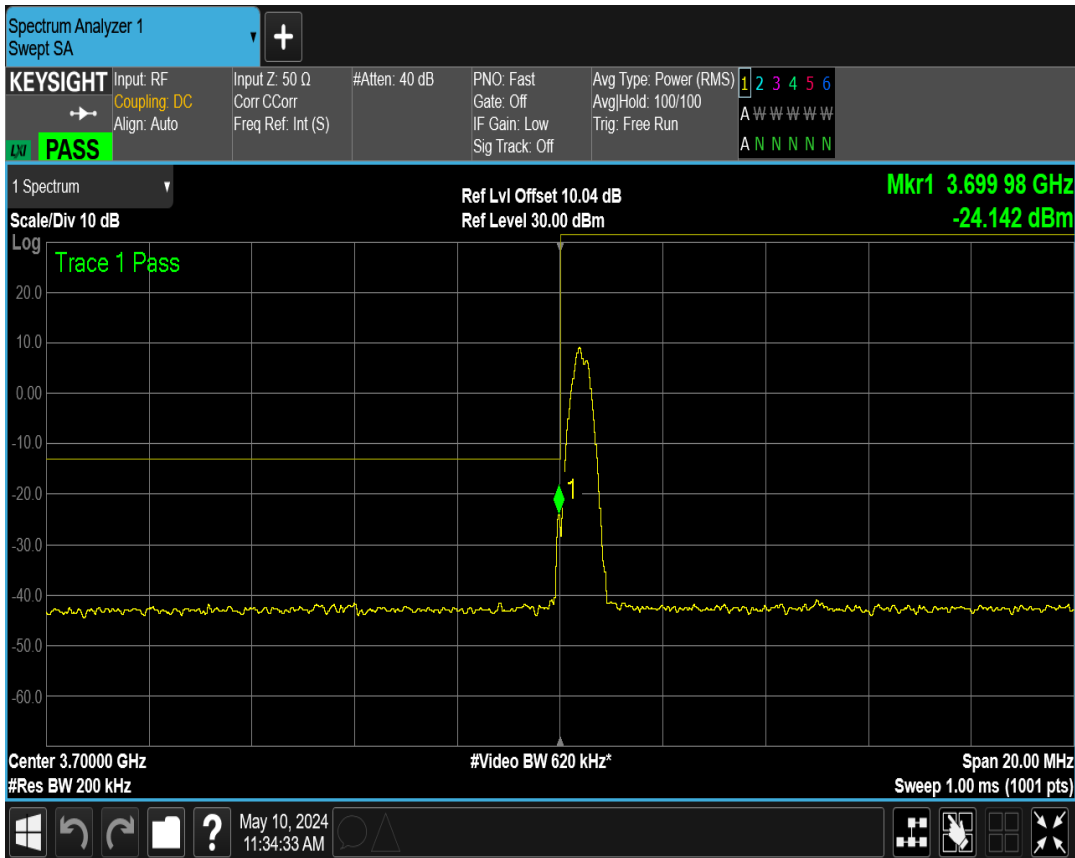 Spectrum Analyzer 1
Swept SA
+
KEYSIGHT
LXI PASS
Input: RF
Coupling: DC
Align: Auto
Input Z: 50 Ω
Corr CCorr
Freq Ref: Int (S)
#Atten: 40 dB
PNO: Fast
Gate: Off
IF Gain: Low
Sig Track: Off
Avg Type: Power (RMS)
Avg|Hold: 100/100
Trig: Free Run
1 2 3 4 5 6
A W W W W W
A N N N N N
1 Spectrum
Scale/Div 10 dB
Ref Lvl Offset 10.04 dB
Ref Level 30.00 dBm
Mkr1 3.699 98 GHz
-24.142 dBm
Log
Trace 1 Pass
20.0
10.0
0.00
-10.0
-20.0
-30.0
-40.0
-50.0
-60.0
1
Center 3.70000 GHz
#Res BW 200 kHz
#Video BW 620 kHz*
Span 20.00 MHz
Sweep 1.00 ms (1001 pts)
?
May 10, 2024
11:34:33 AM